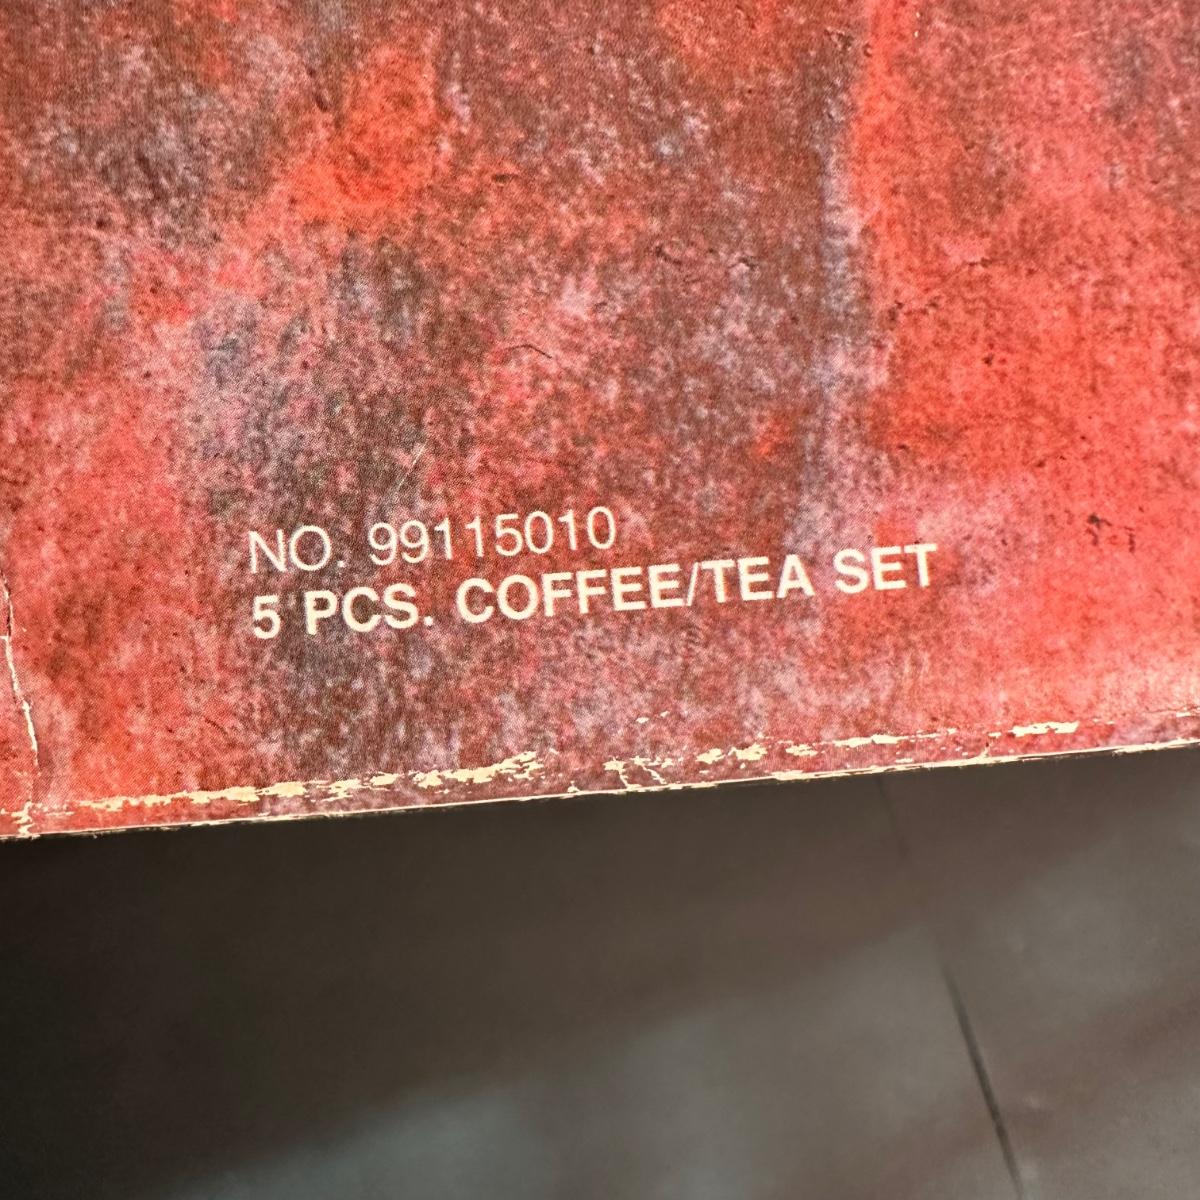 NO. 99115010
5 PCS. COFFEE/TEA SET